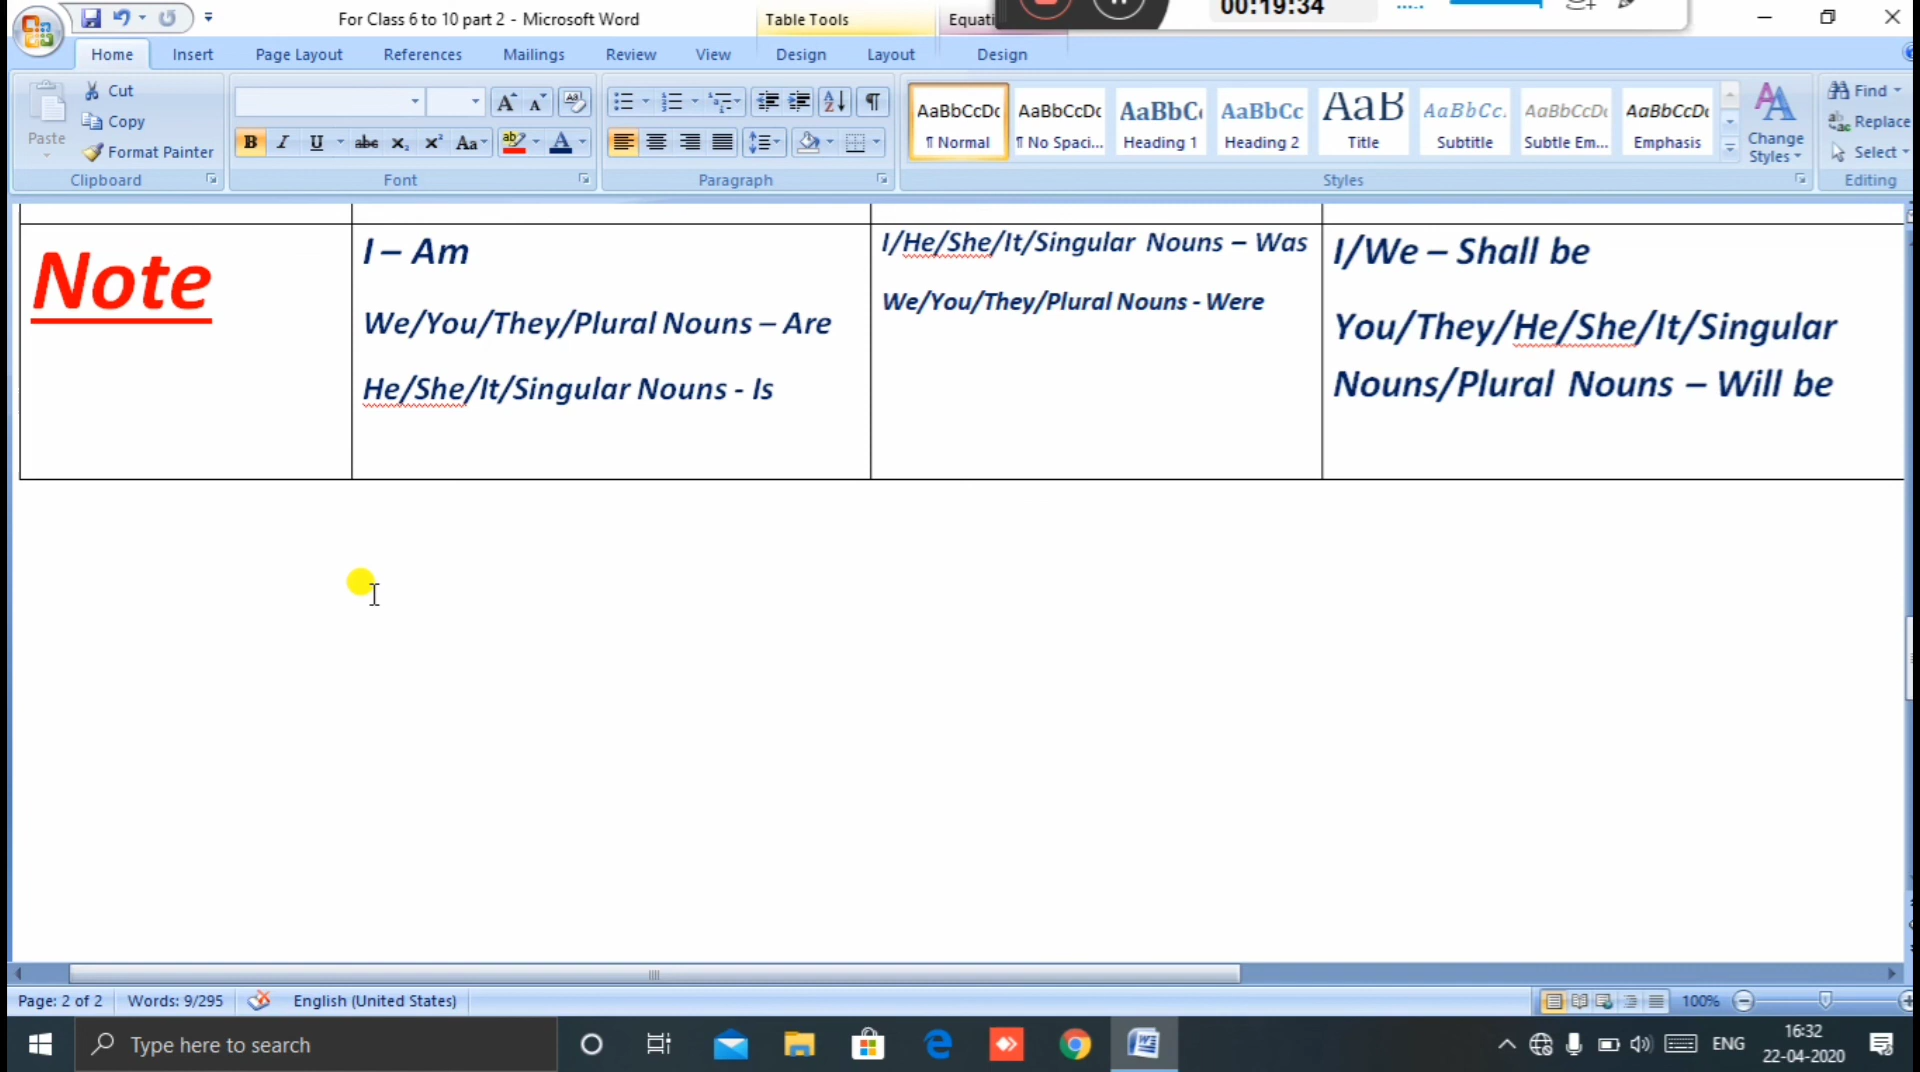 For Class 6 to 10 part 2 - Microsoft Word
Table Tools
00:19:34
Home Insert Page Layout References Mailings Review View Design Layout Design
Paste
Cut
Copy
Format Painter
Clipboard
Font
Paragraph
AaBbCcDc AaBbCcDc AaBbC AaBbCc AaB AaBbCc. AaBbCcDc AaBbCcDc
¶ Normal ¶ No Spaci... Heading 1 Heading 2 Title Subtitle Subtle Em... Emphasis
Change
Styles
Styles
Find
Replace
Select
Editing
Note
I – Am
We/You/They/Plural Nouns – Are
He/She/It/Singular Nouns - Is
I/He/She/It/Singular Nouns – Was
We/You/They/Plural Nouns - Were
I/We – Shall be
You/They/He/She/It/Singular
Nouns/Plural Nouns – Will be
Page: 2 of 2 Words: 9/295 English (United States) 100%
Type here to search
ENG
16:32
22-04-2020